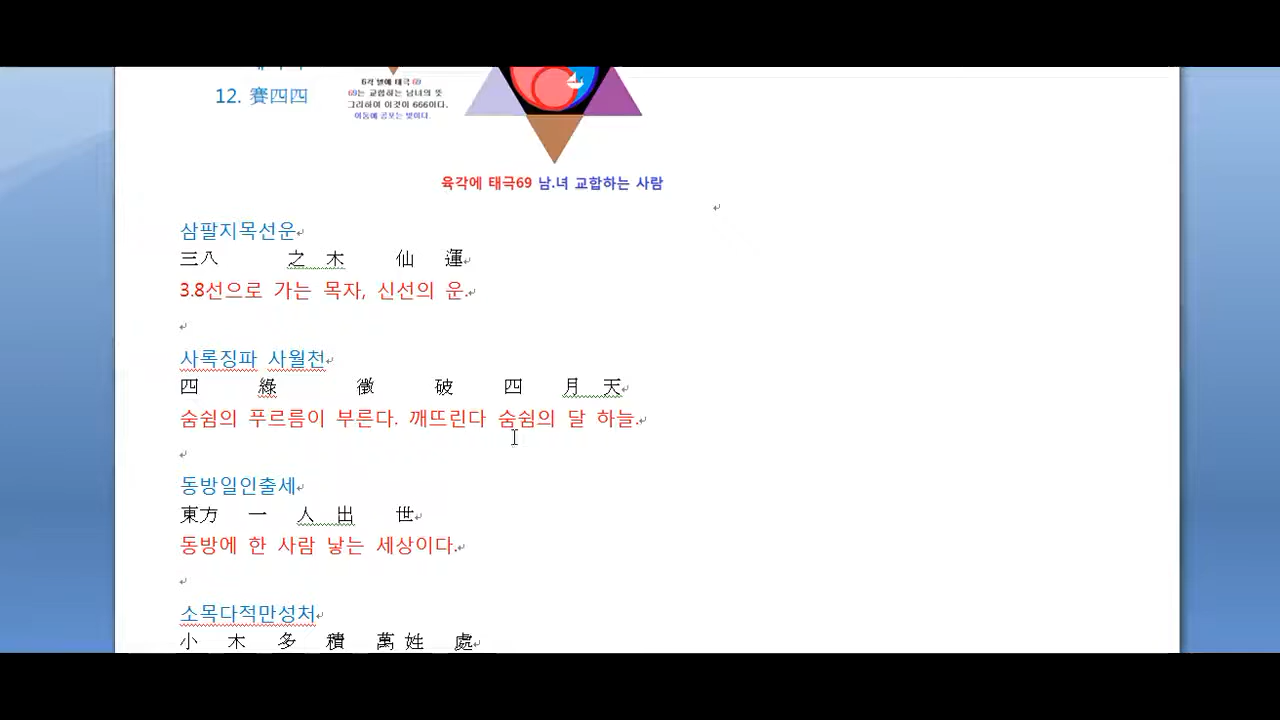 12. 賽四四
6각 별에 태극 69
69는 교합하는 남녀의 뜻
그리하여 이것이 666이다.
육각에 태극69 남.녀 교합하는 사람
삼팔지목선운
三八 之 木 仙 運
3.8선으로 가는 목자, 신선의 운.
사록징파 사월천
四 綠 徵 破 四 月 天
숨쉼의 푸르름이 부른다. 깨뜨린다 숨쉼의 달 하늘.
동방일인출세
東方 一 人 出 世
동방에 한 사람 낳는 세상이다.
소목다적만성처
小 木 多 積 萬 姓 處